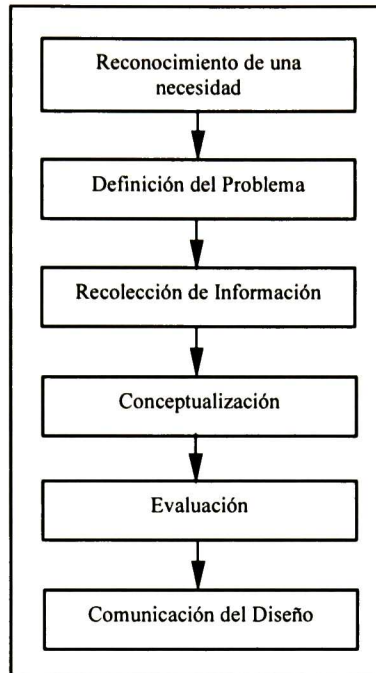 Reconocimiento de una
necesidad
Definición del Problema
Recolección de Información
Conceptualización
Evaluación
Comunicación del Diseño